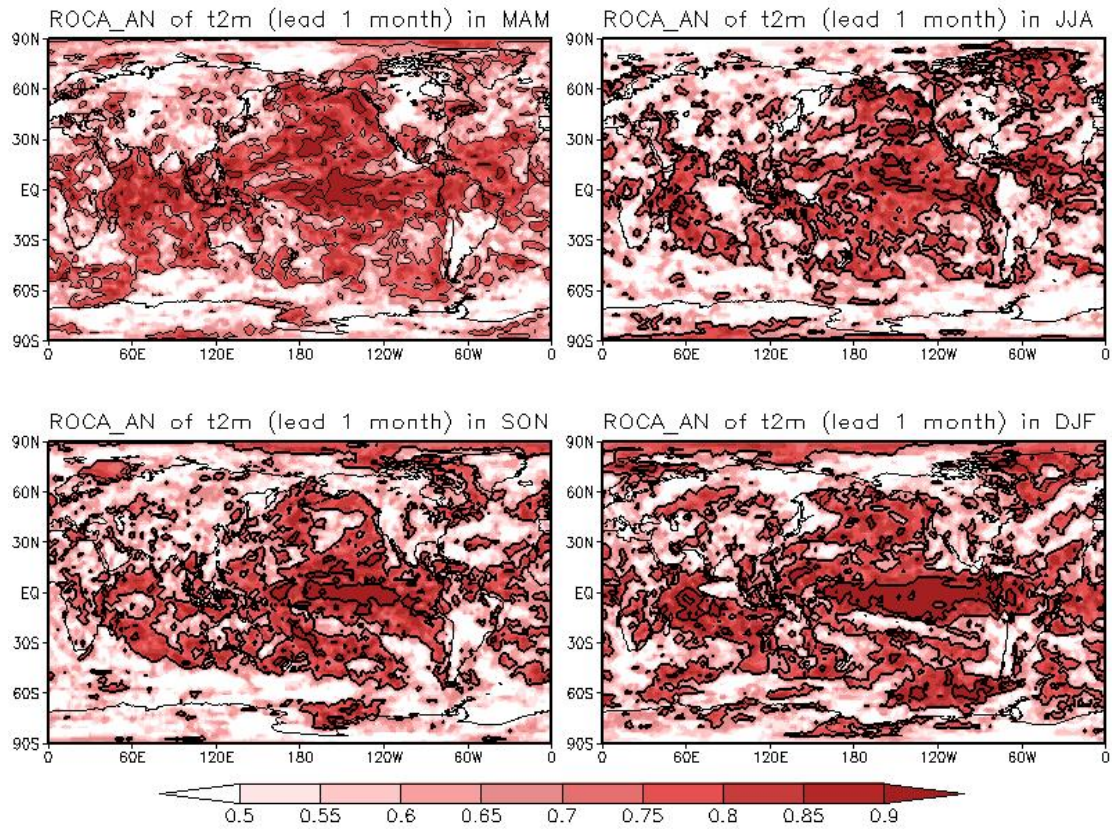 ROCA_AN of t2m (lead 1 month) in MAM
90N
60N
30N
EQ
30S
60S
90S
0 60E 120E 180 120W 60W 0
ROCA_AN of t2m (lead 1 month) in JJA
90N
60N
30N
EQ
30S
60S
90S
0 60E 120E 180 120W 60W 0
ROCA_AN of t2m (lead 1 month) in SON
90N
60N
30N
EQ
30S
60S
90S
0 60E 120E 180 120W 60W 0
ROCA_AN of t2m (lead 1 month) in DJF
90N
60N
30N
EQ
30S
60S
90S
0 60E 120E 180 120W 60W 0
0.5 0.55 0.6 0.65 0.7 0.75 0.8 0.85 0.9